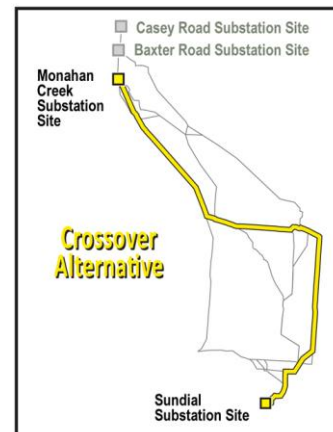 Casey Road Substation Site
Baxter Road Substation Site
Monahan
Creek
Substation
Site
Crossover
Alternative
Sundial
Substation Site